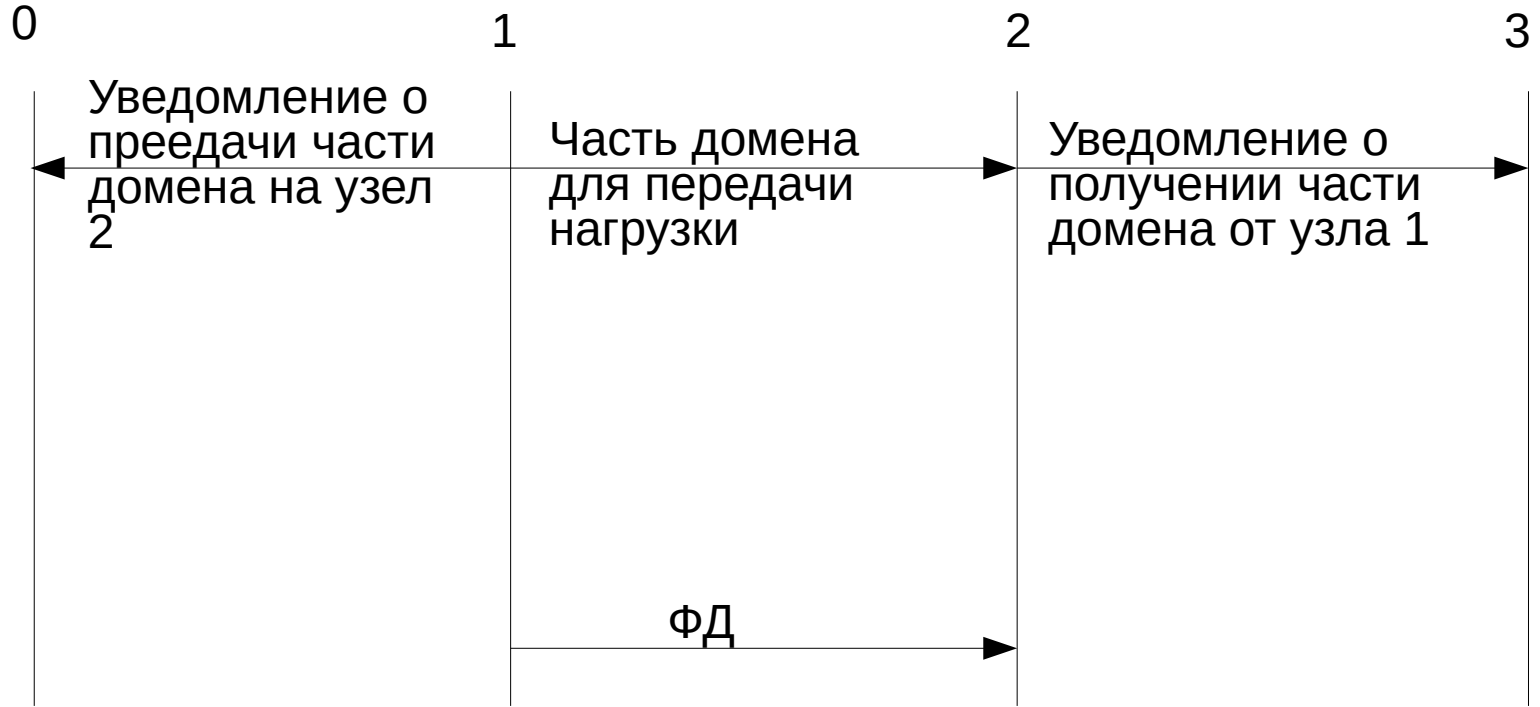 0
1
2
3
Уведомление о
преедачи части
домена на узел
2
Часть домена
для передачи
нагрузки
Уведомление о
получении части
домена от узла 1
ФД